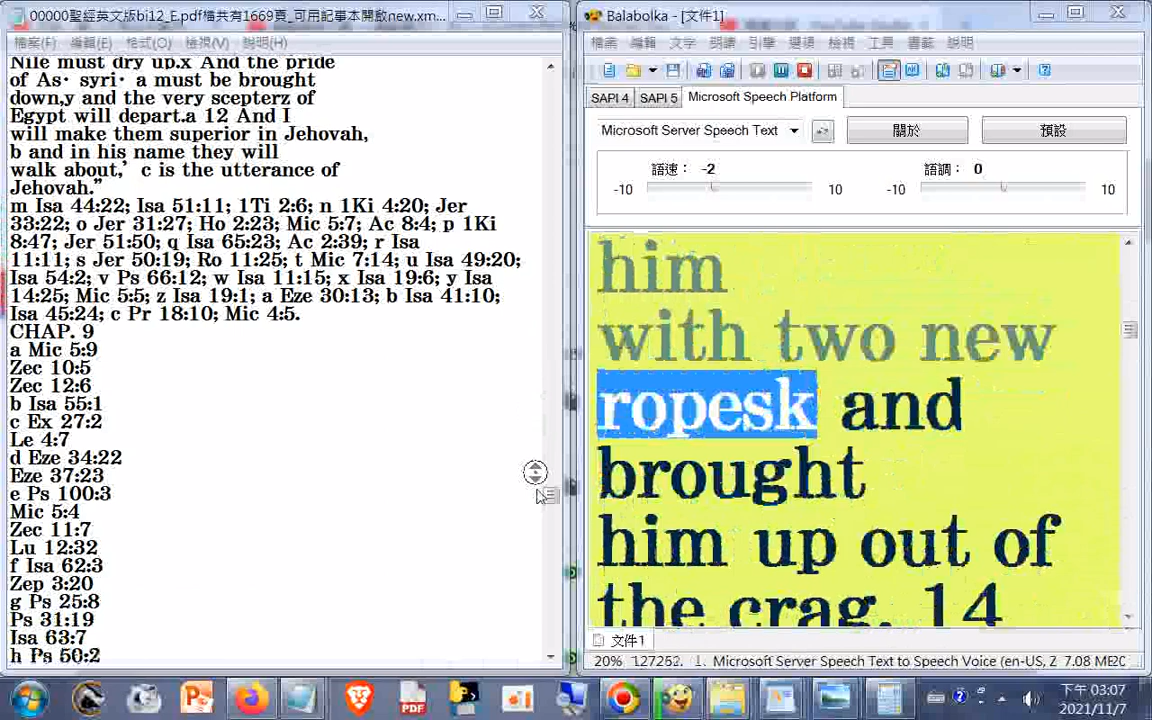 00000聖經英文版bi12_E.pdf檔共有1669頁_可用記事本開啟new.xm...
檔案(F) 編輯(E) 格式(O) 檢視(V) 說明(H)
Nile must dry up.x And the pride
of As· syri· a must be brought
down,y and the very scepterz of
Egypt will depart.a 12 And I
will make them superior in Jehovah,
b and in his name they will
walk about,’ c is the utterance of
Jehovah.”
m Isa 44:22; Isa 51:11; 1Ti 2:6; n 1Ki 4:20; Jer
33:22; o Jer 31:27; Ho 2:23; Mic 5:7; Ac 8:4; p 1Ki
8:47; Jer 51:50; q Isa 65:23; Ac 2:39; r Isa
11:11; s Jer 50:19; Ro 11:25; t Mic 7:14; u Isa 49:20;
Isa 54:2; v Ps 66:12; w Isa 11:15; x Isa 19:6; y Isa
14:25; Mic 5:5; z Isa 19:1; a Eze 30:13; b Isa 41:10;
Isa 45:24; c Pr 18:10; Mic 4:5.
CHAP. 9
a Mic 5:9
Zec 10:5
Zec 12:6
b Isa 55:1
c Ex 27:2
Le 4:7
d Eze 34:22
Eze 37:23
e Ps 100:3
Mic 5:4
Zec 11:7
Lu 12:32
f Isa 62:3
Zep 3:20
g Ps 25:8
Ps 31:19
Isa 63:7
h Ps 50:2
Balabolka - [文件1]
檔案 編輯 文字 朗讀 引擎 選項 檢視 工具 書籤 說明
SAPI 4 SAPI 5 Microsoft Speech Platform
Microsoft Server Speech Text 關於 預設
語速: -2 語調: 0
-10 10 -10 10
him
with two new
ropesk and
brought
him up out of
the crag. 14
文件1
20% 127252. 1. Microsoft Server Speech Text to Speech Voice (en-US, Z 7.08 ME20
PDF
下午 03:07
2021/11/7